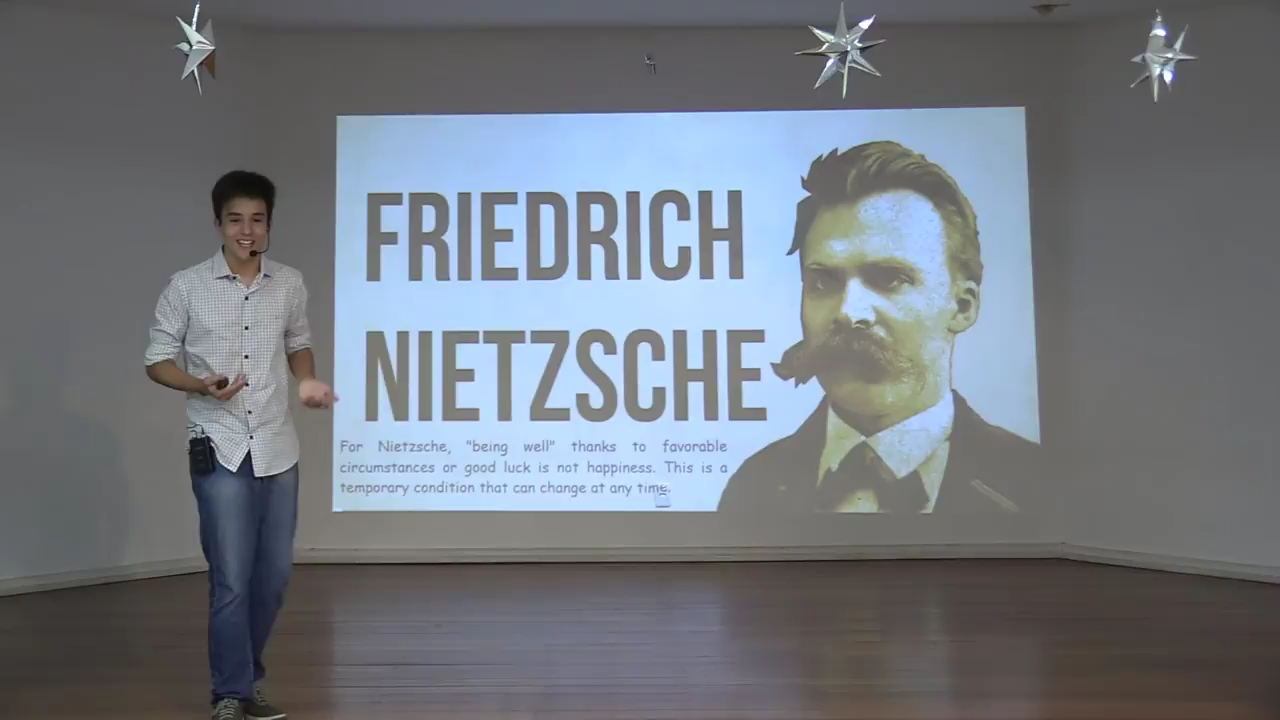 FRIEDRICH
NIETZSCHE
For Nietzsche, "being well" thanks to favorable
circumstances or good luck is not happiness. This is a
temporary condition that can change at any time.